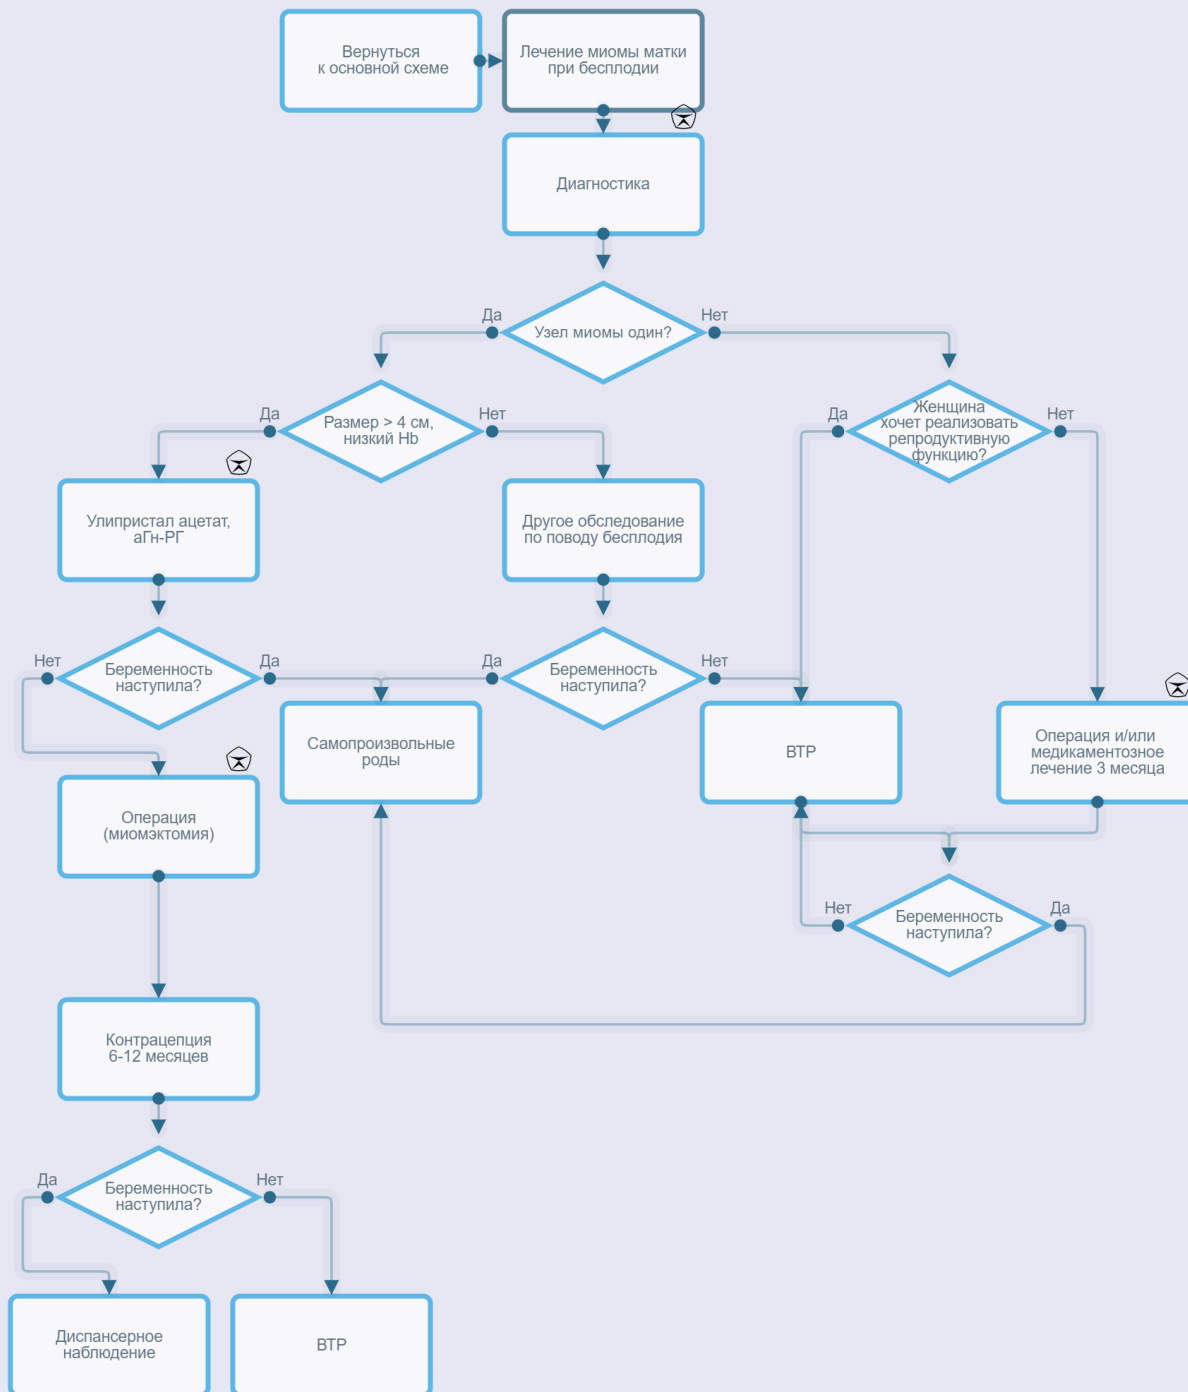 Вернуться
к основной схеме
Лечение миомы матки
при бесплодии
Диагностика
Да
Узел миомы один?
Нет
Да
Размер > 4 см,
низкий Hb
Нет
Да
Женщина
хочет реализовать
репродуктивную
функцию?
Нет
Улипристал ацетат,
аГн-РГ
Другое обследование
по поводу бесплодия
Нет
Беременность
наступила?
Да
Да
Беременность
наступила?
Нет
Самопроизвольные
роды
ВТР
Операция и/или
медикаментозное
лечение 3 месяца
Операция
(миомэктомия)
Нет
Беременность
наступила?
Да
Контрацепция
6-12 месяцев
Да
Беременность
наступила?
Нет
Диспансерное
наблюдение
ВТР